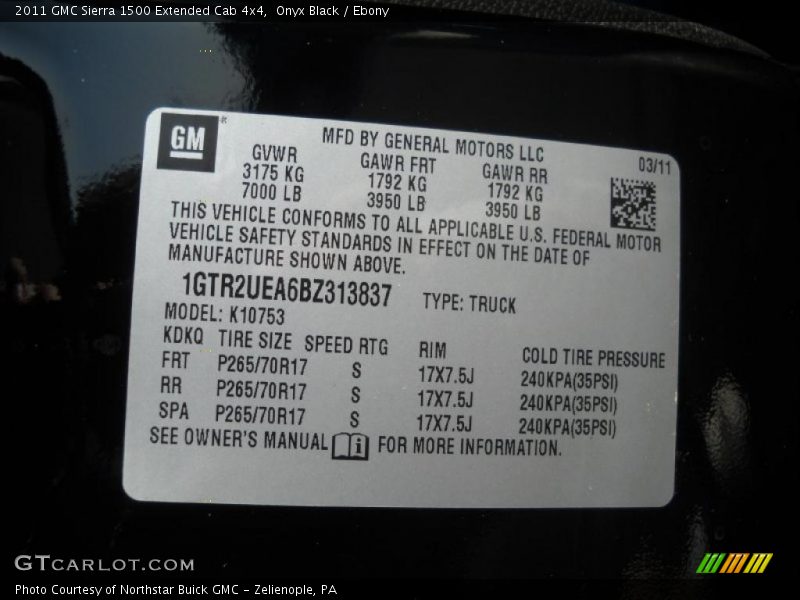 2011 GMC Sierra 1500 Extended Cab 4x4, Onyx Black / Ebony
GM ®
MFD BY GENERAL MOTORS LLC
03/11
GVWR GAWR FRT GAWR RR
3175 KG 1792 KG 1792 KG
7000 LB 3950 LB 3950 LB
THIS VEHICLE CONFORMS TO ALL APPLICABLE U.S. FEDERAL MOTOR
VEHICLE SAFETY STANDARDS IN EFFECT ON THE DATE OF
MANUFACTURE SHOWN ABOVE.
1GTR2UEA6BZ313837 TYPE: TRUCK
MODEL: K10753
KDKQ TIRE SIZE SPEED RTG RIM COLD TIRE PRESSURE
FRT P265/70R17 S 17X7.5J 240KPA(35PSI)
RR P265/70R17 S 17X7.5J 240KPA(35PSI)
SPA P265/70R17 S 17X7.5J 240KPA(35PSI)
SEE OWNER'S MANUAL i FOR MORE INFORMATION.
GTCARLOT.COM
Photo Courtesy of Northstar Buick GMC - Zelienople, PA